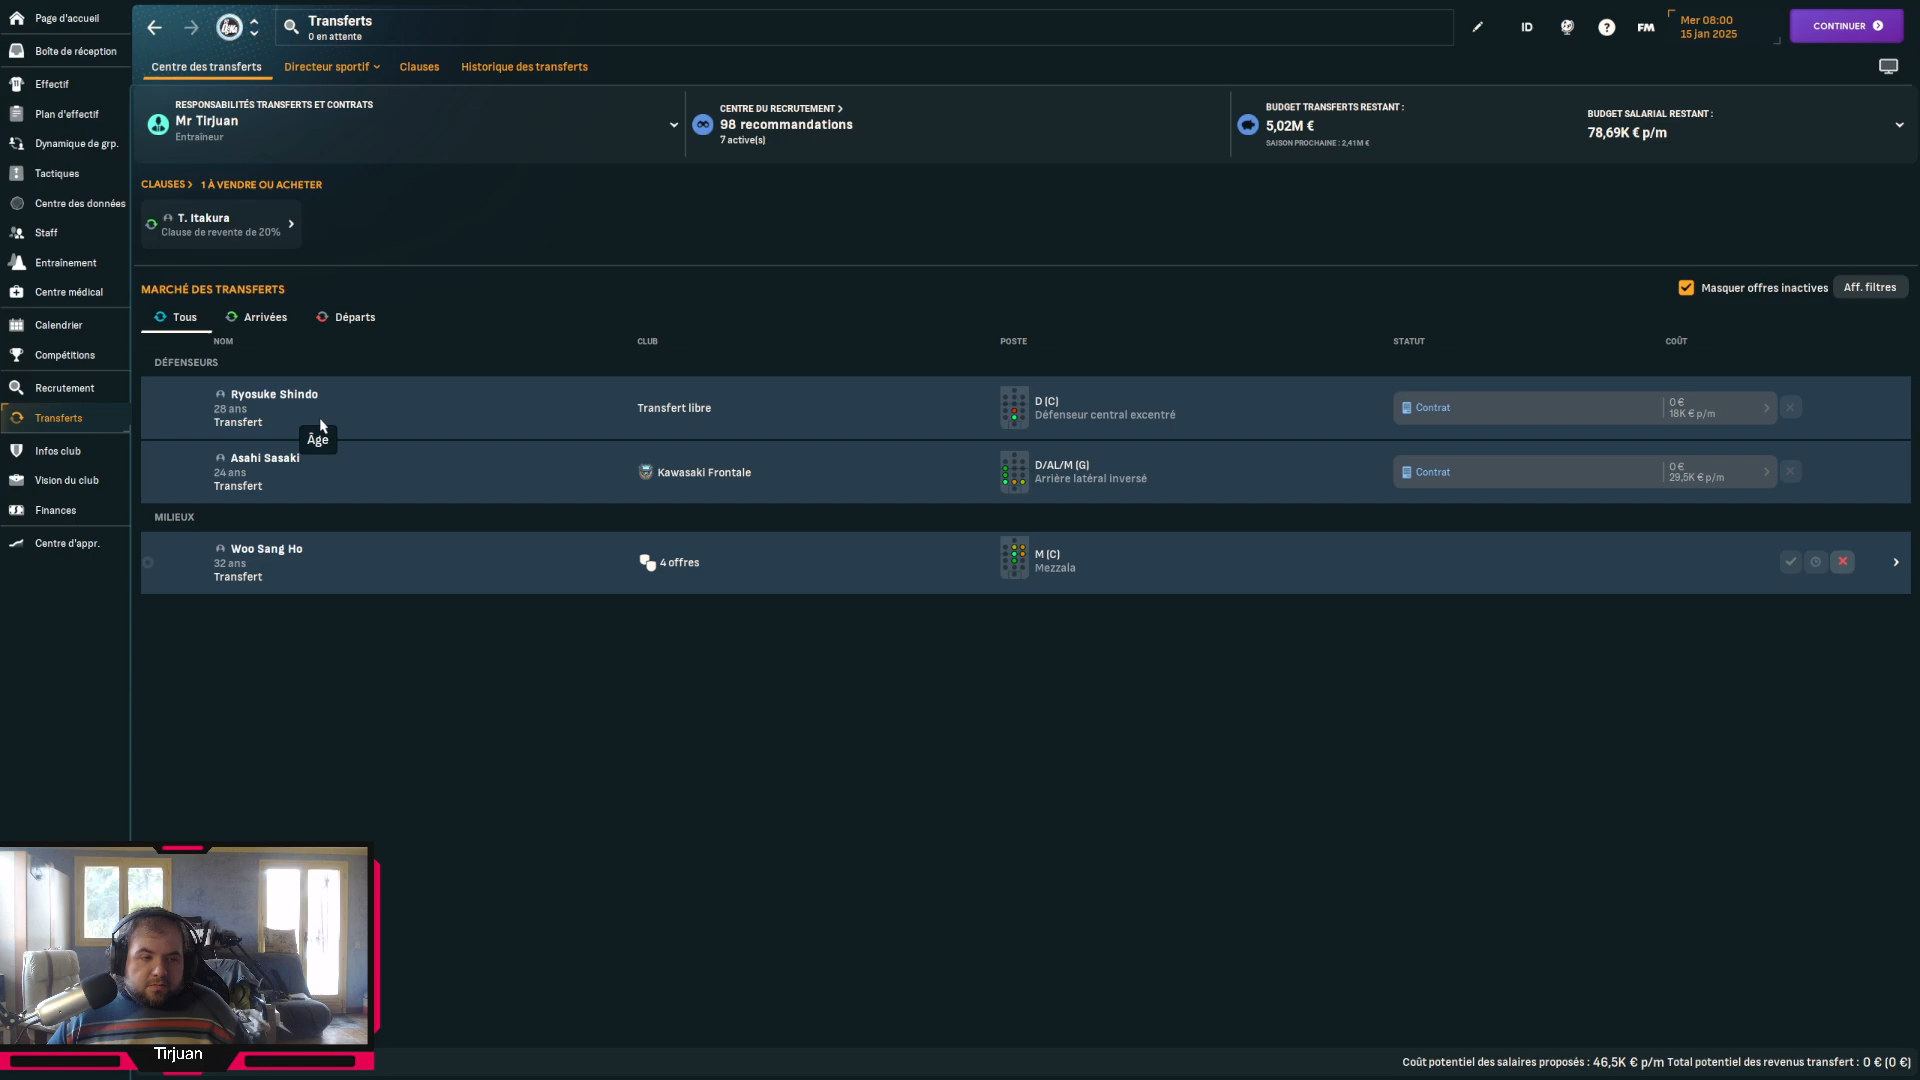 Page d'accueil
Boîte de réception
Effectif
Plan d'effectif
Dynamique de grp.
Tactiques
Centre des données
Staff
Entraînement
Centre médical
Calendrier
Compétitions
Recrutement
Transferts
Infos club
Vision du club
Finances
Centre d'appr.
Transferts
0 en attente
ID
FM
Mer 08:00
15 jan 2025
CONTINUER
Centre des transferts
Directeur sportif
Clauses
Historique des transferts
RESPONSABILITÉS TRANSFERTS ET CONTRATS
Mr Tirjuan
Entraîneur
CENTRE DU RECRUTEMENT >
98 recommandations
7 active(s)
BUDGET TRANSFERTS RESTANT :
5,02M €
SAISON PROCHAINE : 2,41M €
BUDGET SALARIAL RESTANT :
78,69K € p/m
CLAUSES > 1 À VENDRE OU ACHETER
T. Itakura
Clause de revente de 20%
MARCHÉ DES TRANSFERTS
Masquer offres inactives
Aff. filtres
Tous
Arrivées
Départs
NOM CLUB POSTE STATUT COÛT
DÉFENSEURS
Ryosuke Shindo
28 ans
Transfert
Transfert libre
D (C)
Défenseur central excentré
Contrat
0 €
18K € p/m
Âge
Asahi Sasaki
24 ans
Transfert
Kawasaki Frontale
D/AL/M (G)
Arrière latéral inversé
Contrat
0 €
29,5K € p/m
MILIEUX
Woo Sang Ho
32 ans
Transfert
4 offres
M (C)
Mezzala
Tirjuan
Coût potentiel des salaires proposés : 46,5K € p/m Total potentiel des revenus transfert : 0 € (0 €)